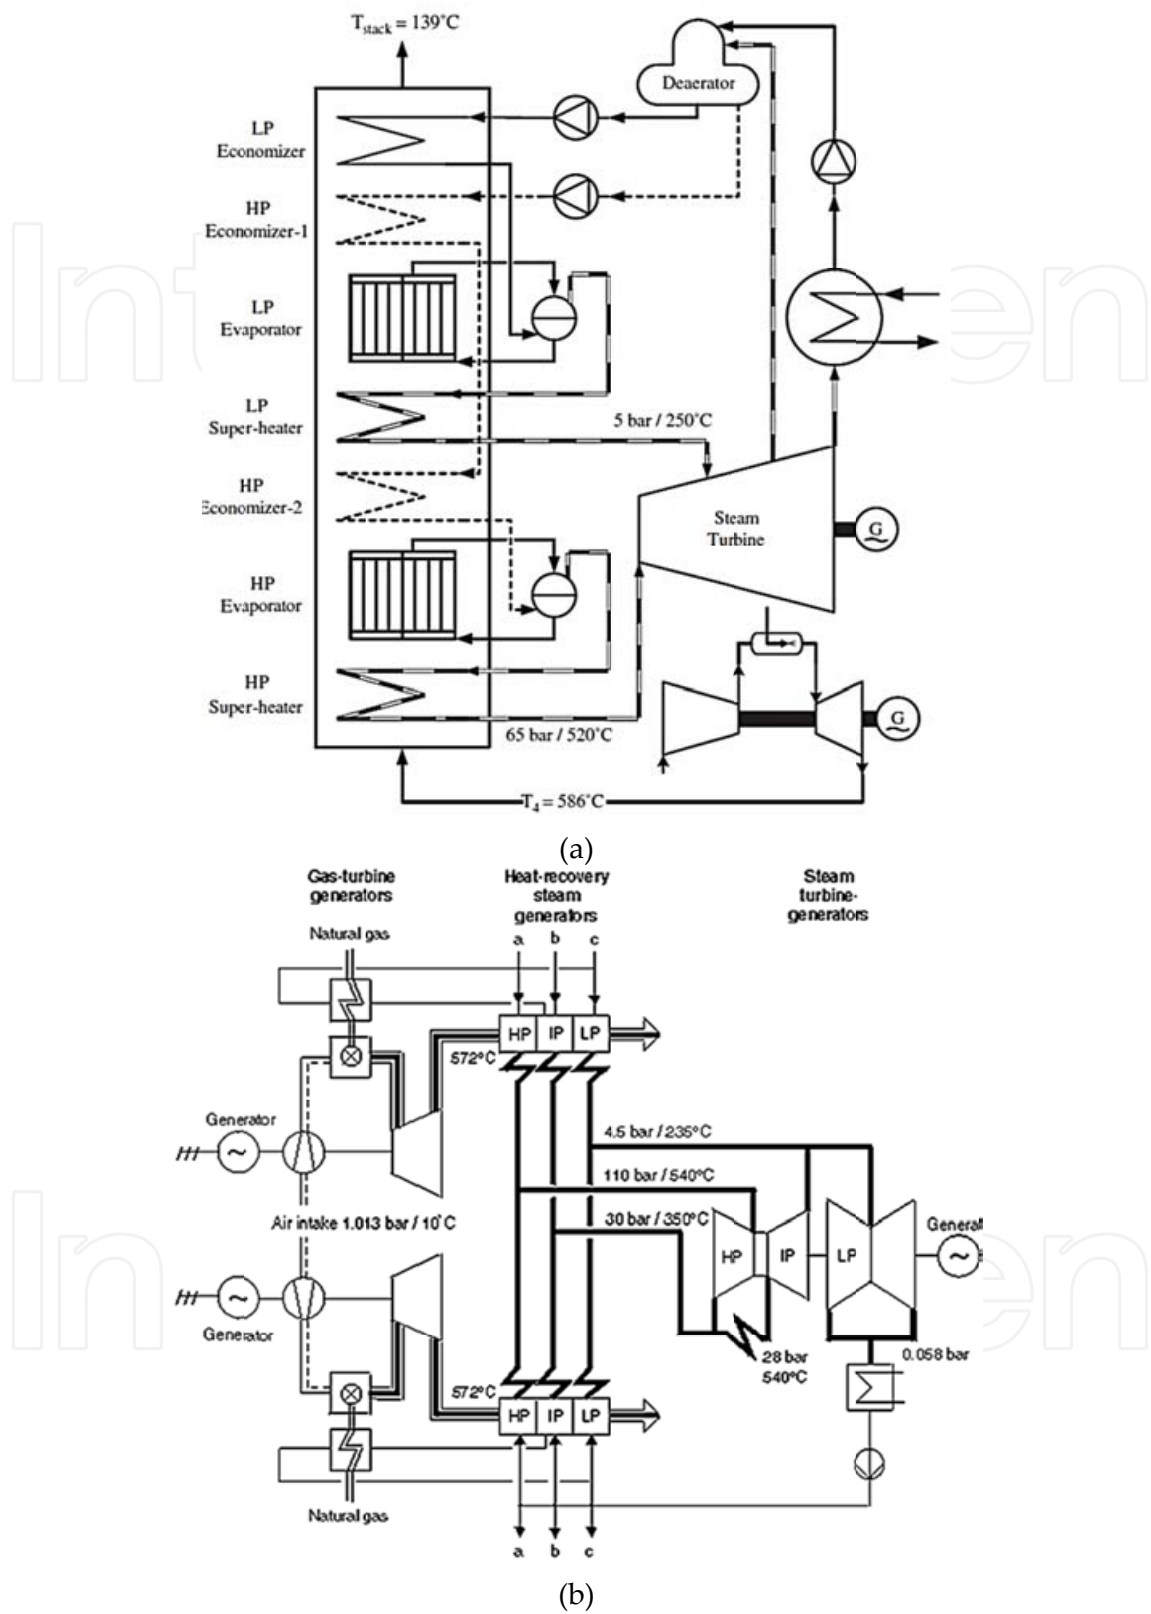 Tstack = 139°C
Deaerator
LP
Economizer
HP
Economizer-1
LP
Evaporator
LP
Super-heater
5 bar / 250°C
HP
Economizer-2
Steam
Turbine
G
HP
Evaporator
HP
Super-heater
65 bar / 520°C
G
T4 = 586°C
(a)
Gas-turbine
generators
Heat-recovery
steam
generators
Steam
turbine-
generators
Natural gas
a b c
HP IP LP
572°C
Generator
4.5 bar / 235°C
110 bar / 540°C
30 bar / 350°C
Air intake 1.013 bar / 10°C
HP IP LP
Generat
Generator
28 bar
540°C
0.058 bar
572°C
HP IP LP
Natural gas
a b c
(b)